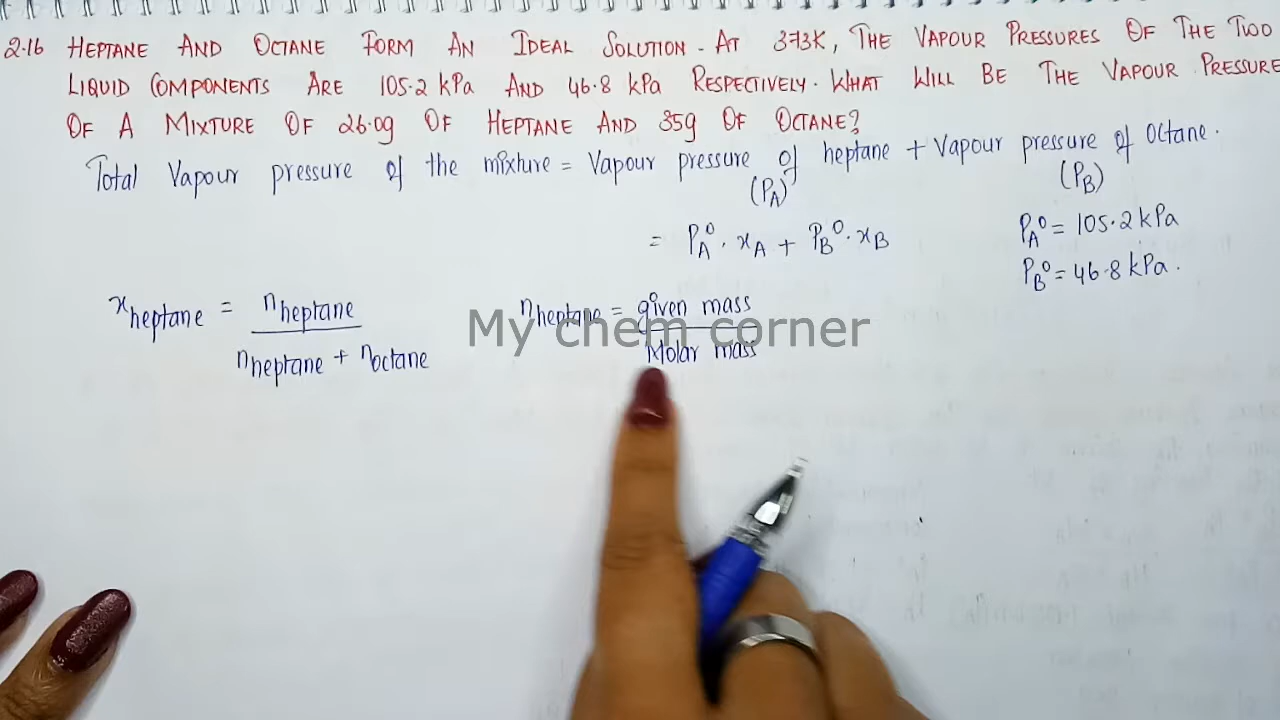 2.16 HEPTANE AND OCTANE FORM AN IDEAL SOLUTION. AT 373K, THE VAPOUR PRESSURES OF THE TWO
LIQUID COMPONENTS ARE 105.2 kPa AND 46.8 kPa RESPECTIVELY. WHAT WILL BE THE VAPOUR PRESSURE
OF A MIXTURE OF 26.0g OF HEPTANE AND 35g OF OCTANE?
Total Vapour pressure of the mixture = Vapour pressure of heptane + Vapour pressure of Octane.
(PA) (PB)
= PA⁰ . xA + PB⁰ . xB
PA⁰ = 105.2 kPa
PB⁰ = 46.8 kPa.
xheptane = nheptane
nheptane + noctane
nheptane = given mass
Molar mass
My chem corner